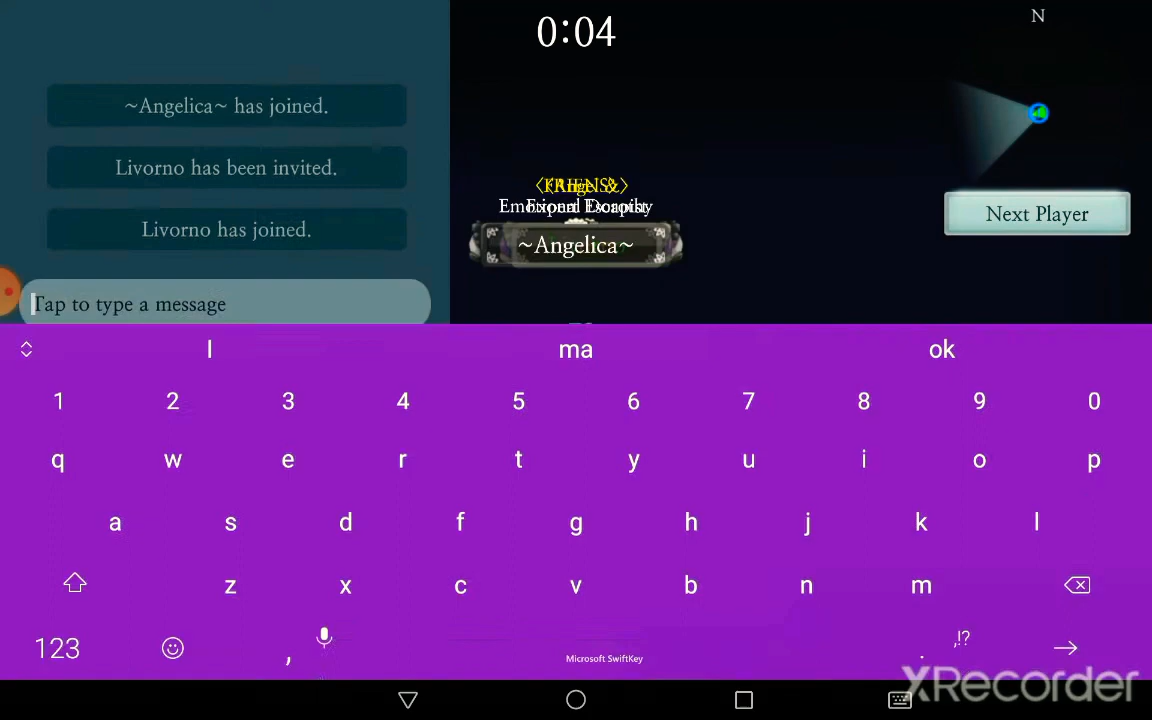 ~Angelica~ has joined.
Livorno has been invited.
Livorno has joined.
Tap to type a message
0:04
N
~Angelica~
Next Player
I ma ok
1 2 3 4 5 6 7 8 9 0
q w e r t y u i o p
a s d f g h j k l
z x c v b n m
123 , Microsoft SwiftKey . ,!?
XRecorder